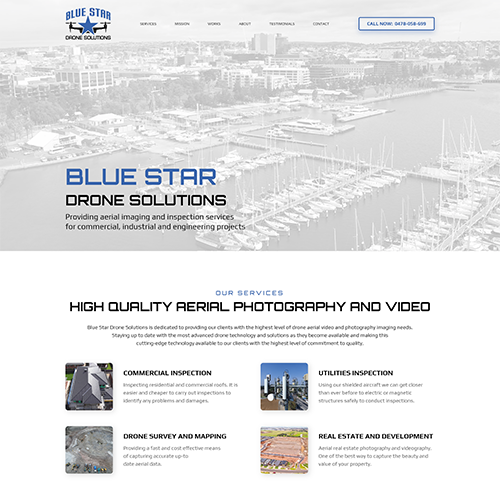 BLUE STAR
DRONE SOLUTIONS
SERVICES MISSION WORKS ABOUT TESTIMONIALS CONTACT
CALL NOW: 0478-058-699
BLUE STAR
DRONE SOLUTIONS
Providing aerial imaging and inspection services
for commercial, industrial and engineering projects
OUR SERVICES
HIGH QUALITY AERIAL PHOTOGRAPHY AND VIDEO
Blue Star Drone Solutions is dedicated to providing our clients with the highest level of drone aerial video and photography imaging needs.
Staying up to date with the most advanced drone technology and solutions as they become available and making this
cutting-edge technology available to our clients with the highest level of commitment to quality.
COMMERCIAL INSPECTION
Inspecting residential and commercial roofs. It is
easier and cheaper to carry out inspections to
identify any problems and damages.
UTILITIES INSPECTION
Using our shielded aircraft we can get closer
than ever before to electric or magnetic
structures safely to conduct inspections.
DRONE SURVEY AND MAPPING
Providing a fast and cost effective means
of capturing accurate up-to
date aerial data.
REAL ESTATE AND DEVELOPMENT
Aerial real estate photography and videography.
One of the best way to capture the beauty and
value of your property.